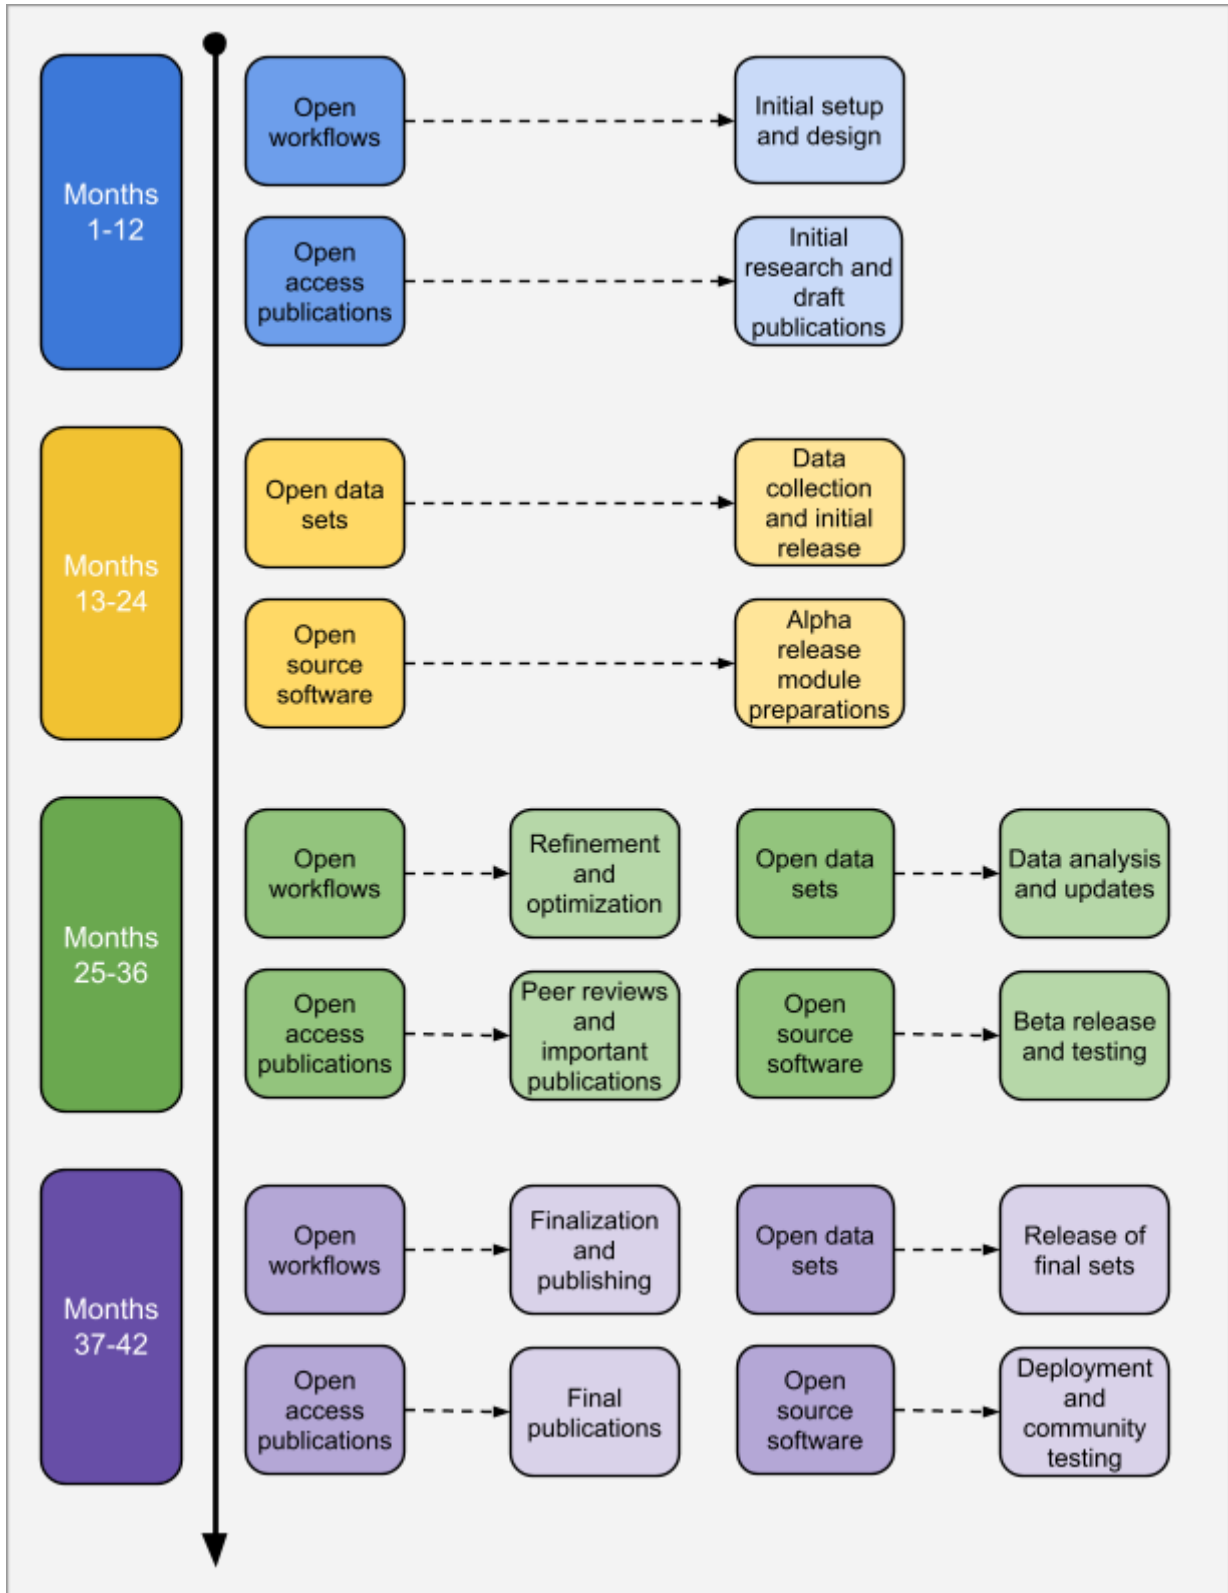 Months
1-12
Open
workflows
Initial setup
and design
Open
access
publications
Initial
research and
draft
publications
Months
13-24
Open data
sets
Data
collection
and initial
release
Open
source
software
Alpha
release
module
preparations
Months
25-36
Open
workflows
Refinement
and
optimization
Open data
sets
Data analysis
and updates
Open
access
publications
Peer reviews
and
important
publications
Open
source
software
Beta release
and testing
Months
37-42
Open
workflows
Finalization
and
publishing
Open data
sets
Release of
final sets
Open
access
publications
Final
publications
Open
source
software
Deployment
and
community
testing